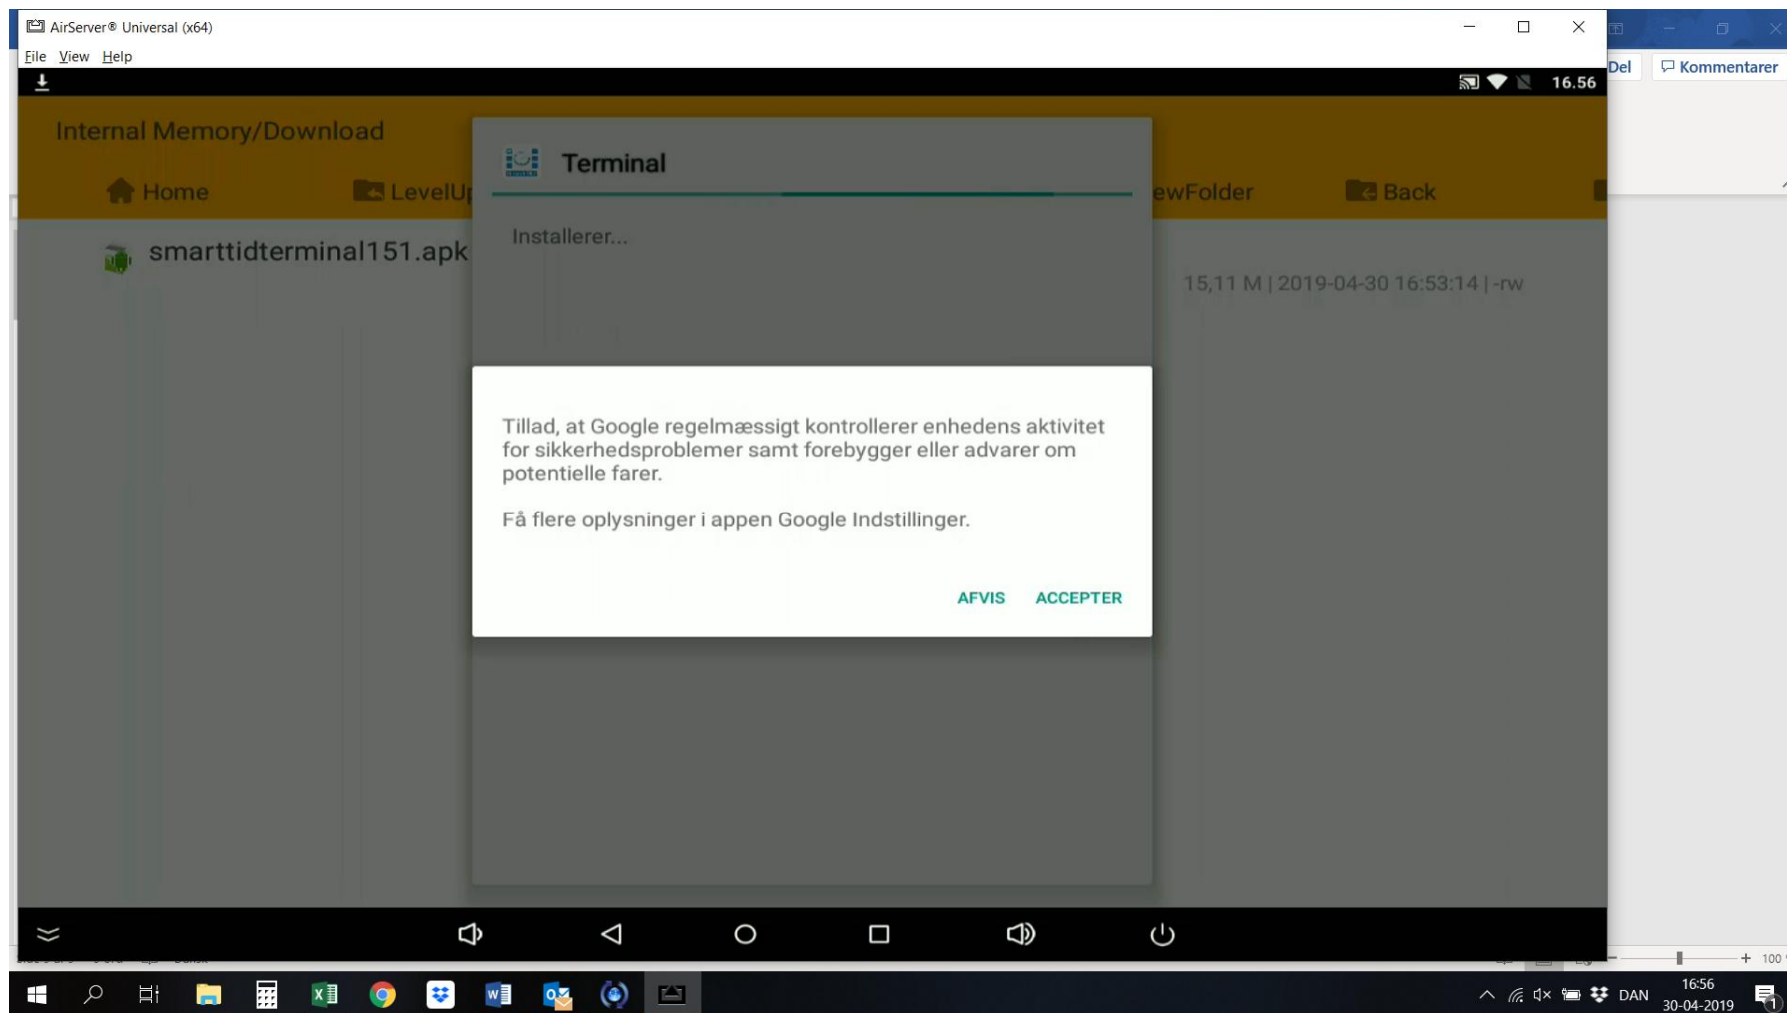 AirServer® Universal (x64)
File View Help
Del Kommentarer
16.56
Internal Memory/Download
Terminal
Home LevelUp ewFolder Back
Installerer...
smarttidterminal151.apk
15,11 M | 2019-04-30 16:53:14 | -rw
Tillad, at Google regelmæssigt kontrollerer enhedens aktivitet
for sikkerhedsproblemer samt forebygger eller advarer om
potentielle farer.
Få flere oplysninger i appen Google Indstillinger.
AFVIS ACCEPTER
100
DAN
16:56
30-04-2019
1